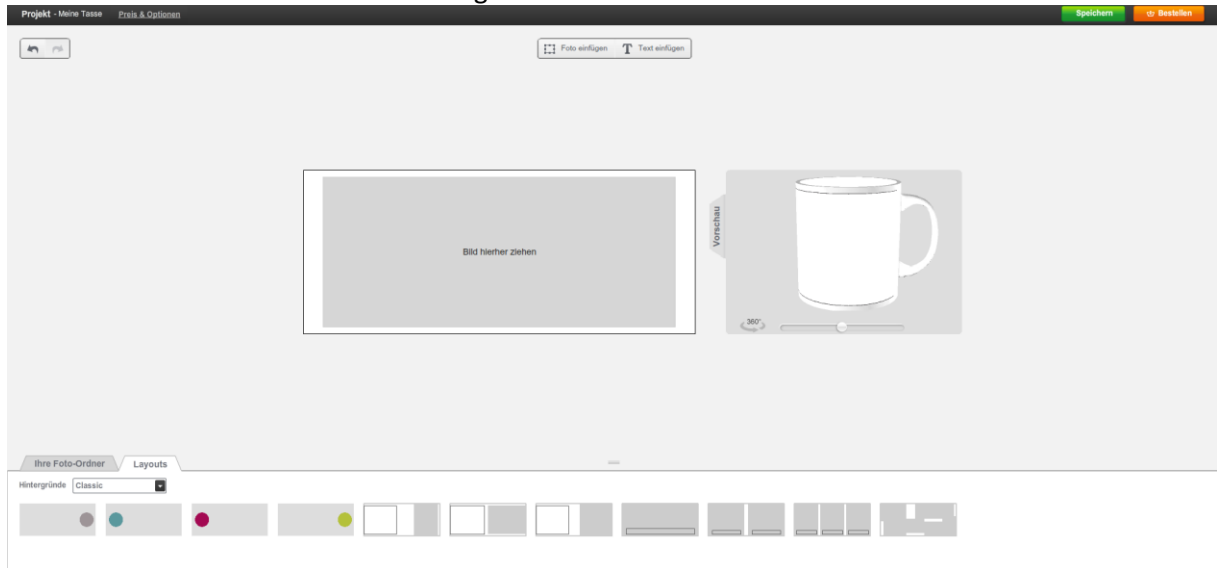 Projekt - Meine Tasse Preis & Optionen Speichern Bestellen
Foto einfügen T Text einfügen
Bild hierher ziehen
Vorschau
360°
Ihre Foto-Ordner Layouts
Hintergründe Classic